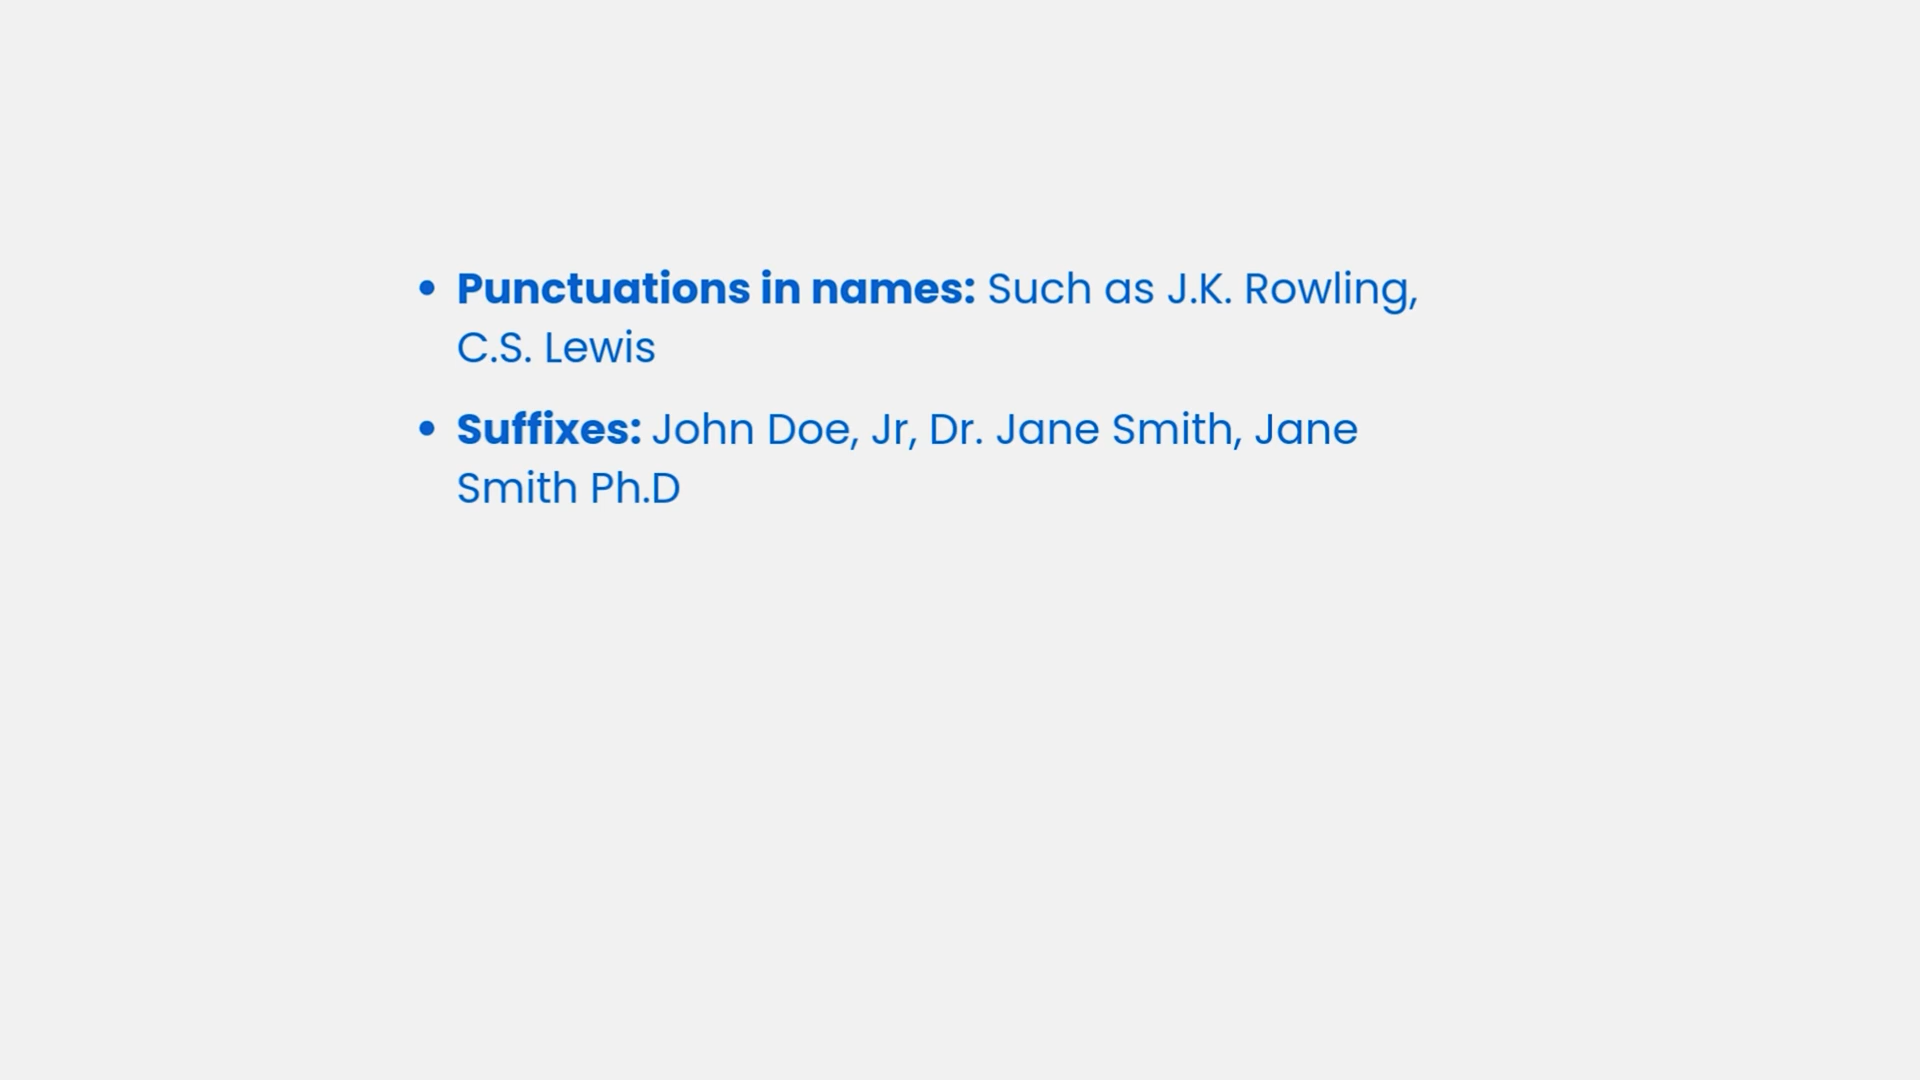 • Punctuations in names: Such as J.K. Rowling,
C.S. Lewis
• Suffixes: John Doe, Jr, Dr. Jane Smith, Jane
Smith Ph.D